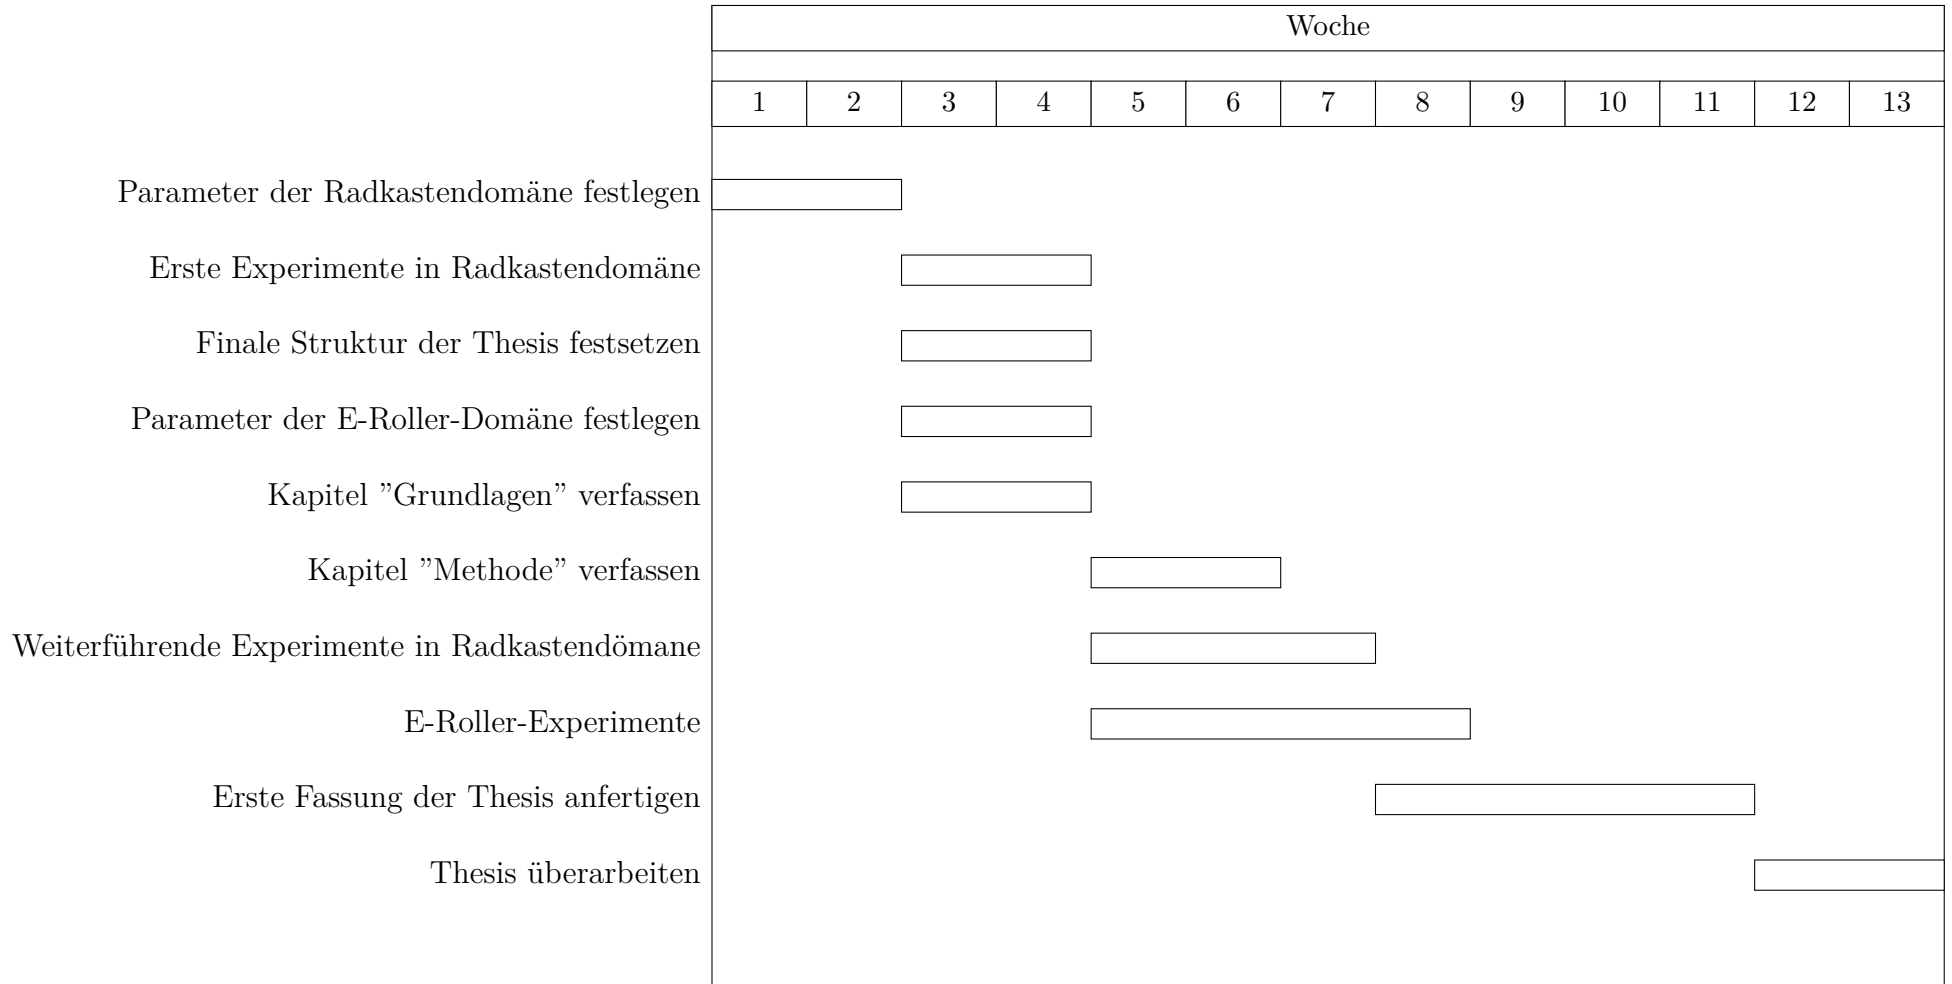 Woche
1 2 3 4 5 6 7 8 9 10 11 12 13
Parameter der Radkastendomäne festlegen
Erste Experimente in Radkastendomäne
Finale Struktur der Thesis festsetzen
Parameter der E-Roller-Domäne festlegen
Kapitel ”Grundlagen” verfassen
Kapitel ”Methode” verfassen
Weiterführende Experimente in Radkastendömane
E-Roller-Experimente
Erste Fassung der Thesis anfertigen
Thesis überarbeiten